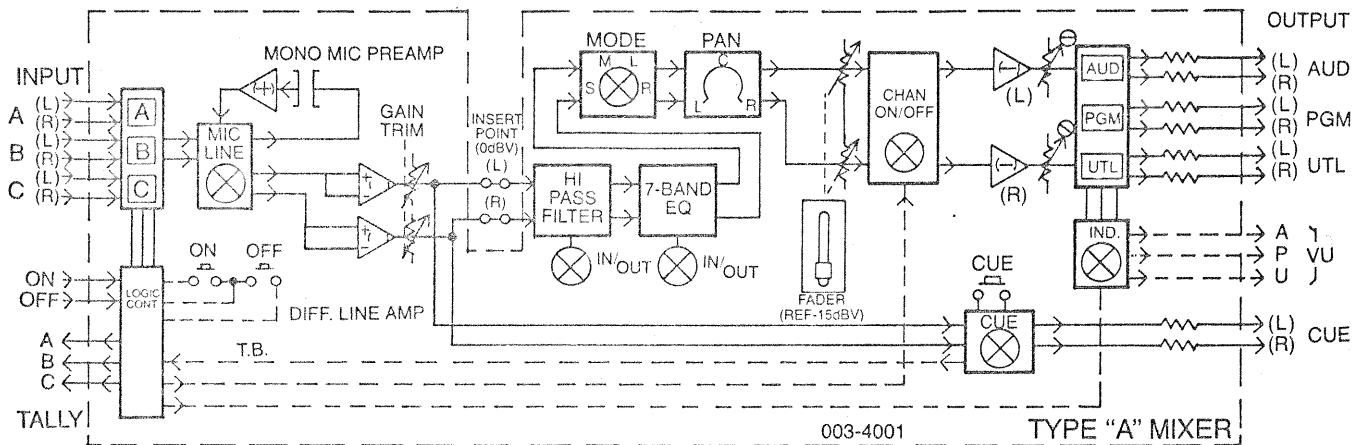 OUTPUT
MODE
PAN
MONO MIC PREAMP
INPUT
A (L)
(R)
B (L)
(R)
C (L)
(R)
A
B
C
MIC
LINE
GAIN
TRIM
INSERT
POINT
(0dBV)
(L)
(R)
M L
S R
C
L R
HI
PASS
FILTER
7-BAND
EQ
IN/OUT
IN/OUT
CHAN
ON/OFF
(L)
(R)
AUD
PGM
UTL
(L)
(R) AUD
(L)
(R) PGM
(L)
(R) UTL
IND.
A
P VU
U
ON
OFF
ON OFF
LOGIC
CONT
DIFF. LINE AMP
FADER
(REF-15dBV)
CUE
CUE
(L)
(R) CUE
A
B
C
T.B.
TALLY
003-4001
TYPE “A” MIXER